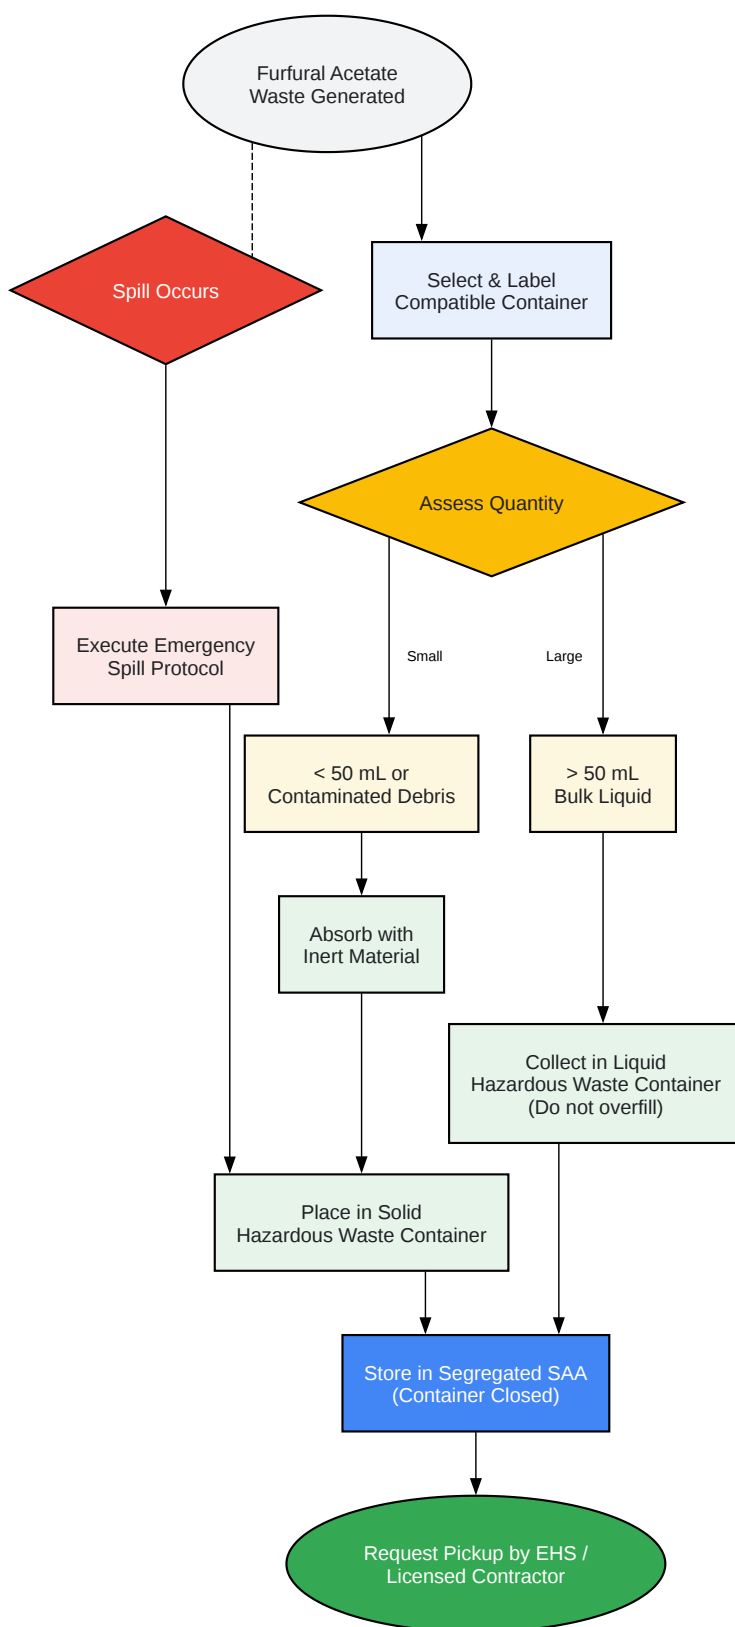 Furfural Acetate
Waste Generated
Spill Occurs
Select & Label
Compatible Container
Assess Quantity
Execute Emergency
Spill Protocol
Small
Large
< 50 mL or
Contaminated Debris
> 50 mL
Bulk Liquid
Absorb with
Inert Material
Collect in Liquid
Hazardous Waste Container
(Do not overfill)
Place in Solid
Hazardous Waste Container
Store in Segregated SAA
(Container Closed)
Request Pickup by EHS /
Licensed Contractor